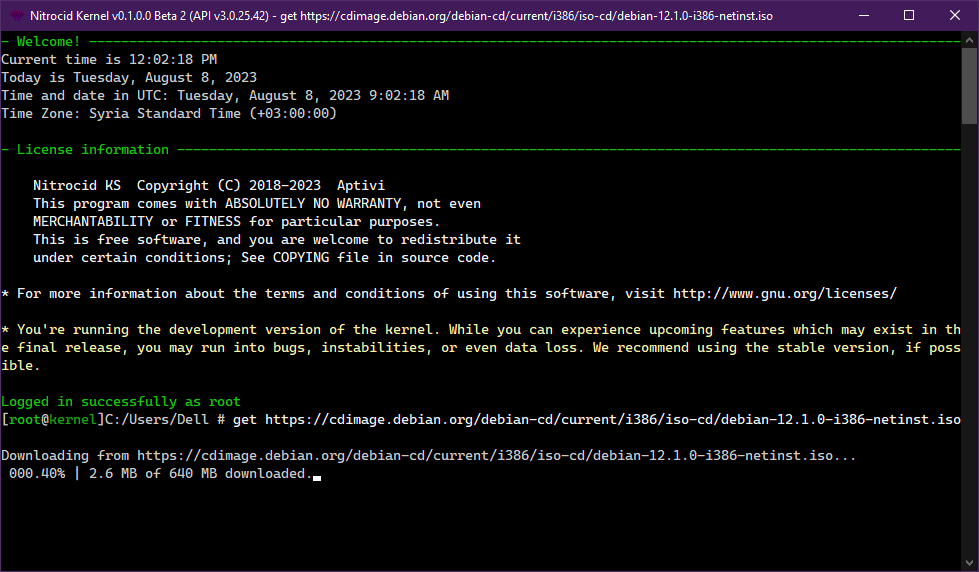 Nitrocid Kernel v0.1.0.0 Beta 2 (API v3.0.25.42) - get https://cdimage.debian.org/debian-cd/current/i386/iso-cd/debian-12.1.0-i386-netinst.iso
- Welcome!
Current time is 12:02:18 PM
Today is Tuesday, August 8, 2023
Time and date in UTC: Tuesday, August 8, 2023 9:02:18 AM
Time Zone: Syria Standard Time (+03:00:00)
- License information
Nitrocid KS  Copyright (C) 2018-2023  Aptivi
This program comes with ABSOLUTELY NO WARRANTY, not even
MERCHANTABILITY or FITNESS for particular purposes.
This is free software, and you are welcome to redistribute it
under certain conditions; See COPYING file in source code.
* For more information about the terms and conditions of using this software, visit http://www.gnu.org/licenses/
* You're running the development version of the kernel. While you can experience upcoming features which may exist in th
e final release, you may run into bugs, instabilities, or even data loss. We recommend using the stable version, if poss
ible.
Logged in successfully as root
[root@kernel]C:/Users/Dell # get https://cdimage.debian.org/debian-cd/current/i386/iso-cd/debian-12.1.0-i386-netinst.iso
Downloading from https://cdimage.debian.org/debian-cd/current/i386/iso-cd/debian-12.1.0-i386-netinst.iso...
000.40% | 2.6 MB of 640 MB downloaded.